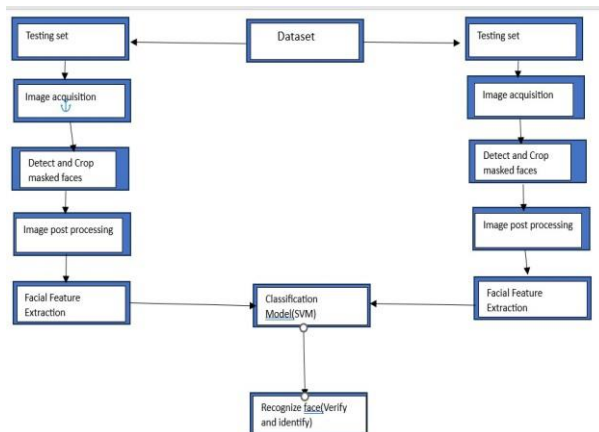 Testing set
Dataset
Testing set
Image acquisition
Image acquisition
Detect and Crop
masked faces
Detect and Crop
masked faces
Image post processing
Image post processing
Facial Feature
Extraction
Classification
Model(SVM)
Facial Feature
Extraction
Recognize face(Verify
and identify)